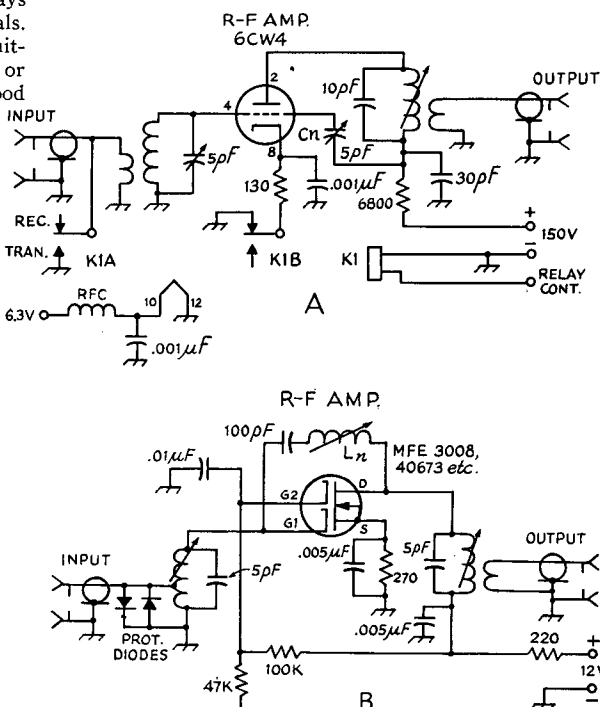 ays
als.
uit-
or
ood
R-F AMP.
6CW4
INPUT
OUTPUT
2
4
8
10pF
5pF
Cn
5pF
130
.001µF
6800
30pF
REC.
TRAN.
K1A
K1B
K1
+
150V
−
RELAY
CONT.
A
6.3V
RFC
10
12
.001µF
R-F AMP.
100pF
Ln
MFE 3008,
40673 etc.
.01µF
G2
G1
D
S
INPUT
OUTPUT
5pF
.005µF
270
5pF
.005µF
PROT.
DIODES
220
+
12V
−
100K
47K
B